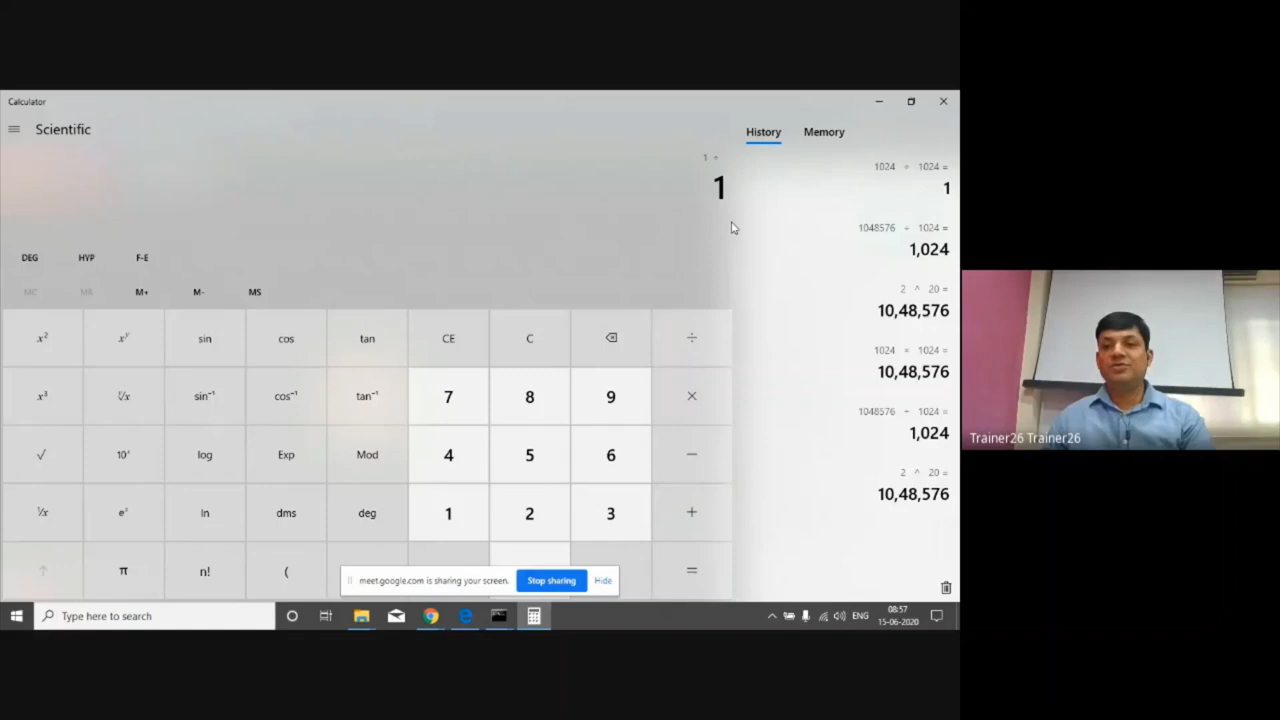 Calculator
Scientific
History Memory
1 ÷
1
1024 ÷ 1024 =
1
1048576 ÷ 1024 =
1,024
2 ^ 20 =
10,48,576
1024 × 1024 =
10,48,576
1048576 ÷ 1024 =
1,024
2 ^ 20 =
10,48,576
DEG HYP F-E
MC MR M+ M- MS
x² xʸ sin cos tan CE C ÷
x³ ʸ√x sin⁻¹ cos⁻¹ tan⁻¹ 7 8 9 ×
√ 10ˣ log Exp Mod 4 5 6 −
¹⁄x eˣ ln dms deg 1 2 3 +
↑ π n! ( =
meet.google.com is sharing your screen. Stop sharing Hide
Type here to search
ENG
08:57
15-06-2020
Trainer26 Trainer26